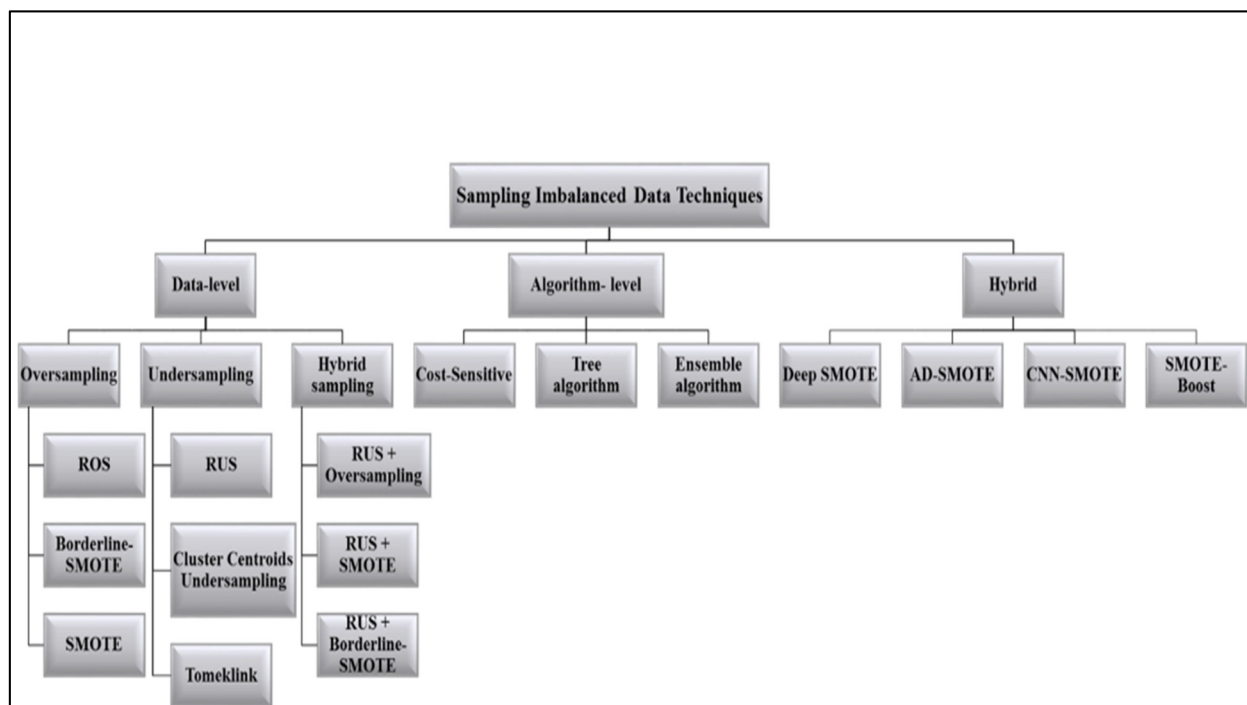 Sampling Imbalanced Data Techniques
Data-level
Algorithm- level
Hybrid
Oversampling
Undersampling
Hybrid
sampling
Cost-Sensitive
Tree
algorithm
Ensemble
algorithm
Deep SMOTE
AD-SMOTE
CNN-SMOTE
SMOTE-
Boost
ROS
RUS
RUS +
Oversampling
Borderline-
SMOTE
Cluster Centroids
Undersampling
RUS +
SMOTE
SMOTE
Tomeklink
RUS +
Borderline-
SMOTE